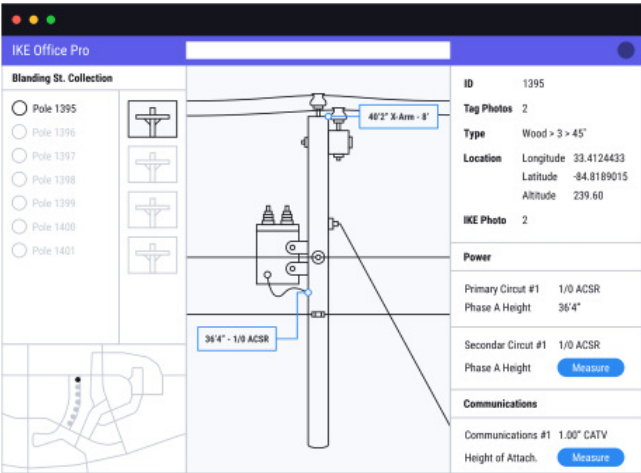 IKE Office Pro
Blanding St. Collection
Pole 1395
Pole 1396
Pole 1397
Pole 1398
Pole 1399
Pole 1400
Pole 1401
40'2" X-Arm - 8'
36'4" - 1/0 ACSR
ID 1395
Tag Photos 2
Type Wood > 3 > 45"
Location Longitude 33.4124433
Latitude -84.8189015
Altitude 239.60
IKE Photo 2
Power
Primary Circut #1 1/0 ACSR
Phase A Height 36'4"
Secondar Circut #1 1/0 ACSR
Phase A Height Measure
Communications
Communications #1 1.00" CATV
Height of Attach. Measure